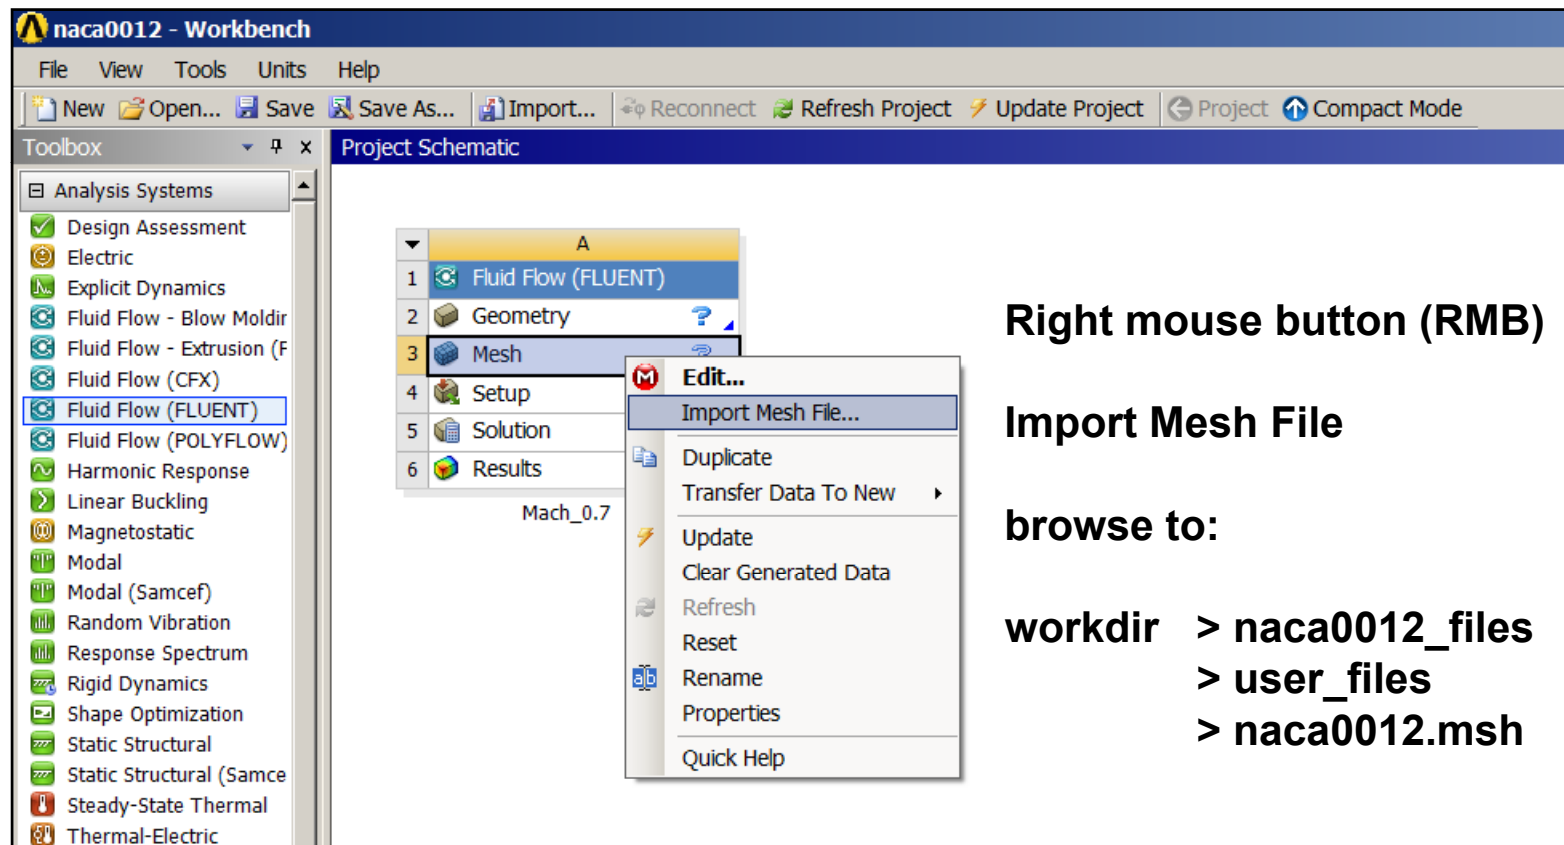 naca0012 - Workbench
File View Tools Units Help
New Open... Save Save As... Import... Reconnect Refresh Project Update Project Project Compact Mode
Toolbox
Project Schematic
Analysis Systems
Design Assessment
Electric
Explicit Dynamics
Fluid Flow - Blow Moldir
Fluid Flow - Extrusion (F
Fluid Flow (CFX)
Fluid Flow (FLUENT)
Fluid Flow (POLYFLOW)
Harmonic Response
Linear Buckling
Magnetostatic
Modal
Modal (Samcef)
Random Vibration
Response Spectrum
Rigid Dynamics
Shape Optimization
Static Structural
Static Structural (Samce
Steady-State Thermal
Thermal-Electric
A
1 Fluid Flow (FLUENT)
2 Geometry ?
3 Mesh ?
4 Setup
5 Solution
6 Results
Mach_0.7
Edit...
Import Mesh File...
Duplicate
Transfer Data To New
Update
Clear Generated Data
Refresh
Reset
Rename
Properties
Quick Help
Right mouse button (RMB)
Import Mesh File
browse to:
workdir > naca0012_files
> user_files
> naca0012.msh